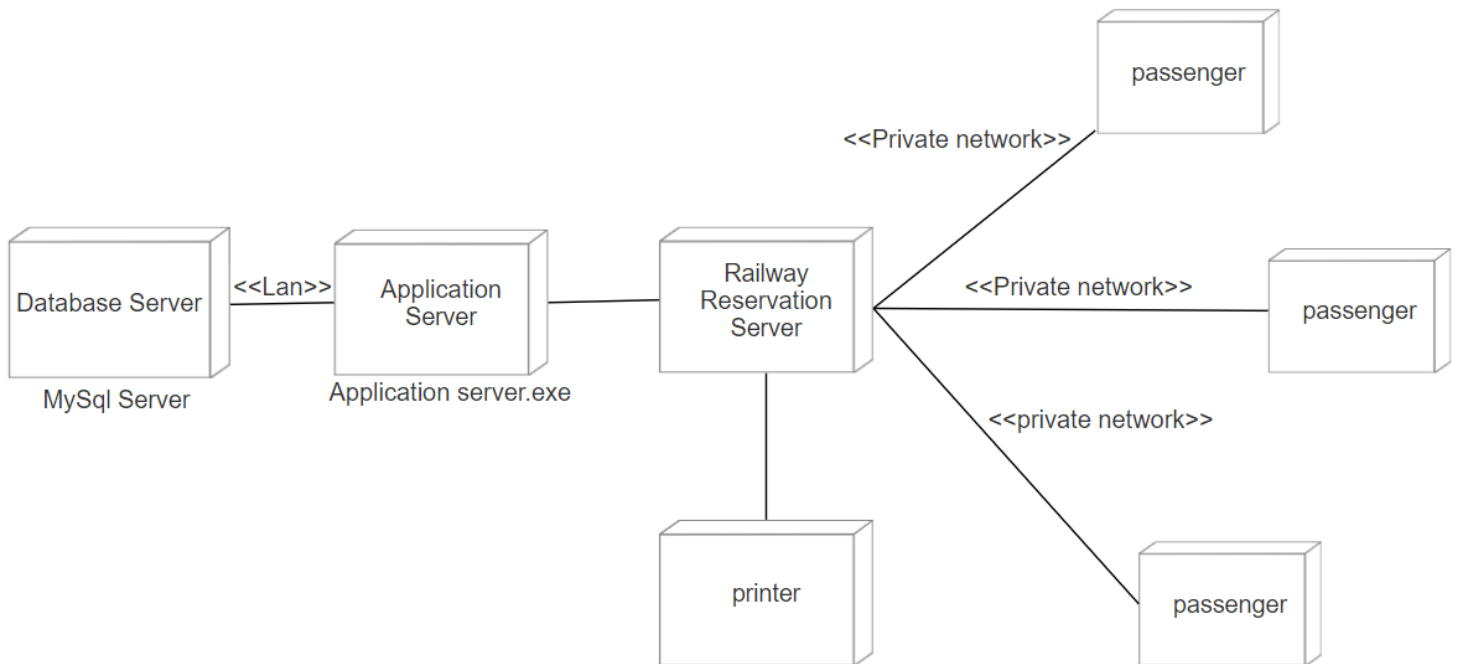 passenger
<<Private network>>
Database Server
<<Lan>>
Application
Server
Railway
Reservation
Server
<<Private network>>
passenger
MySql Server
Application server.exe
<<private network>>
printer
passenger